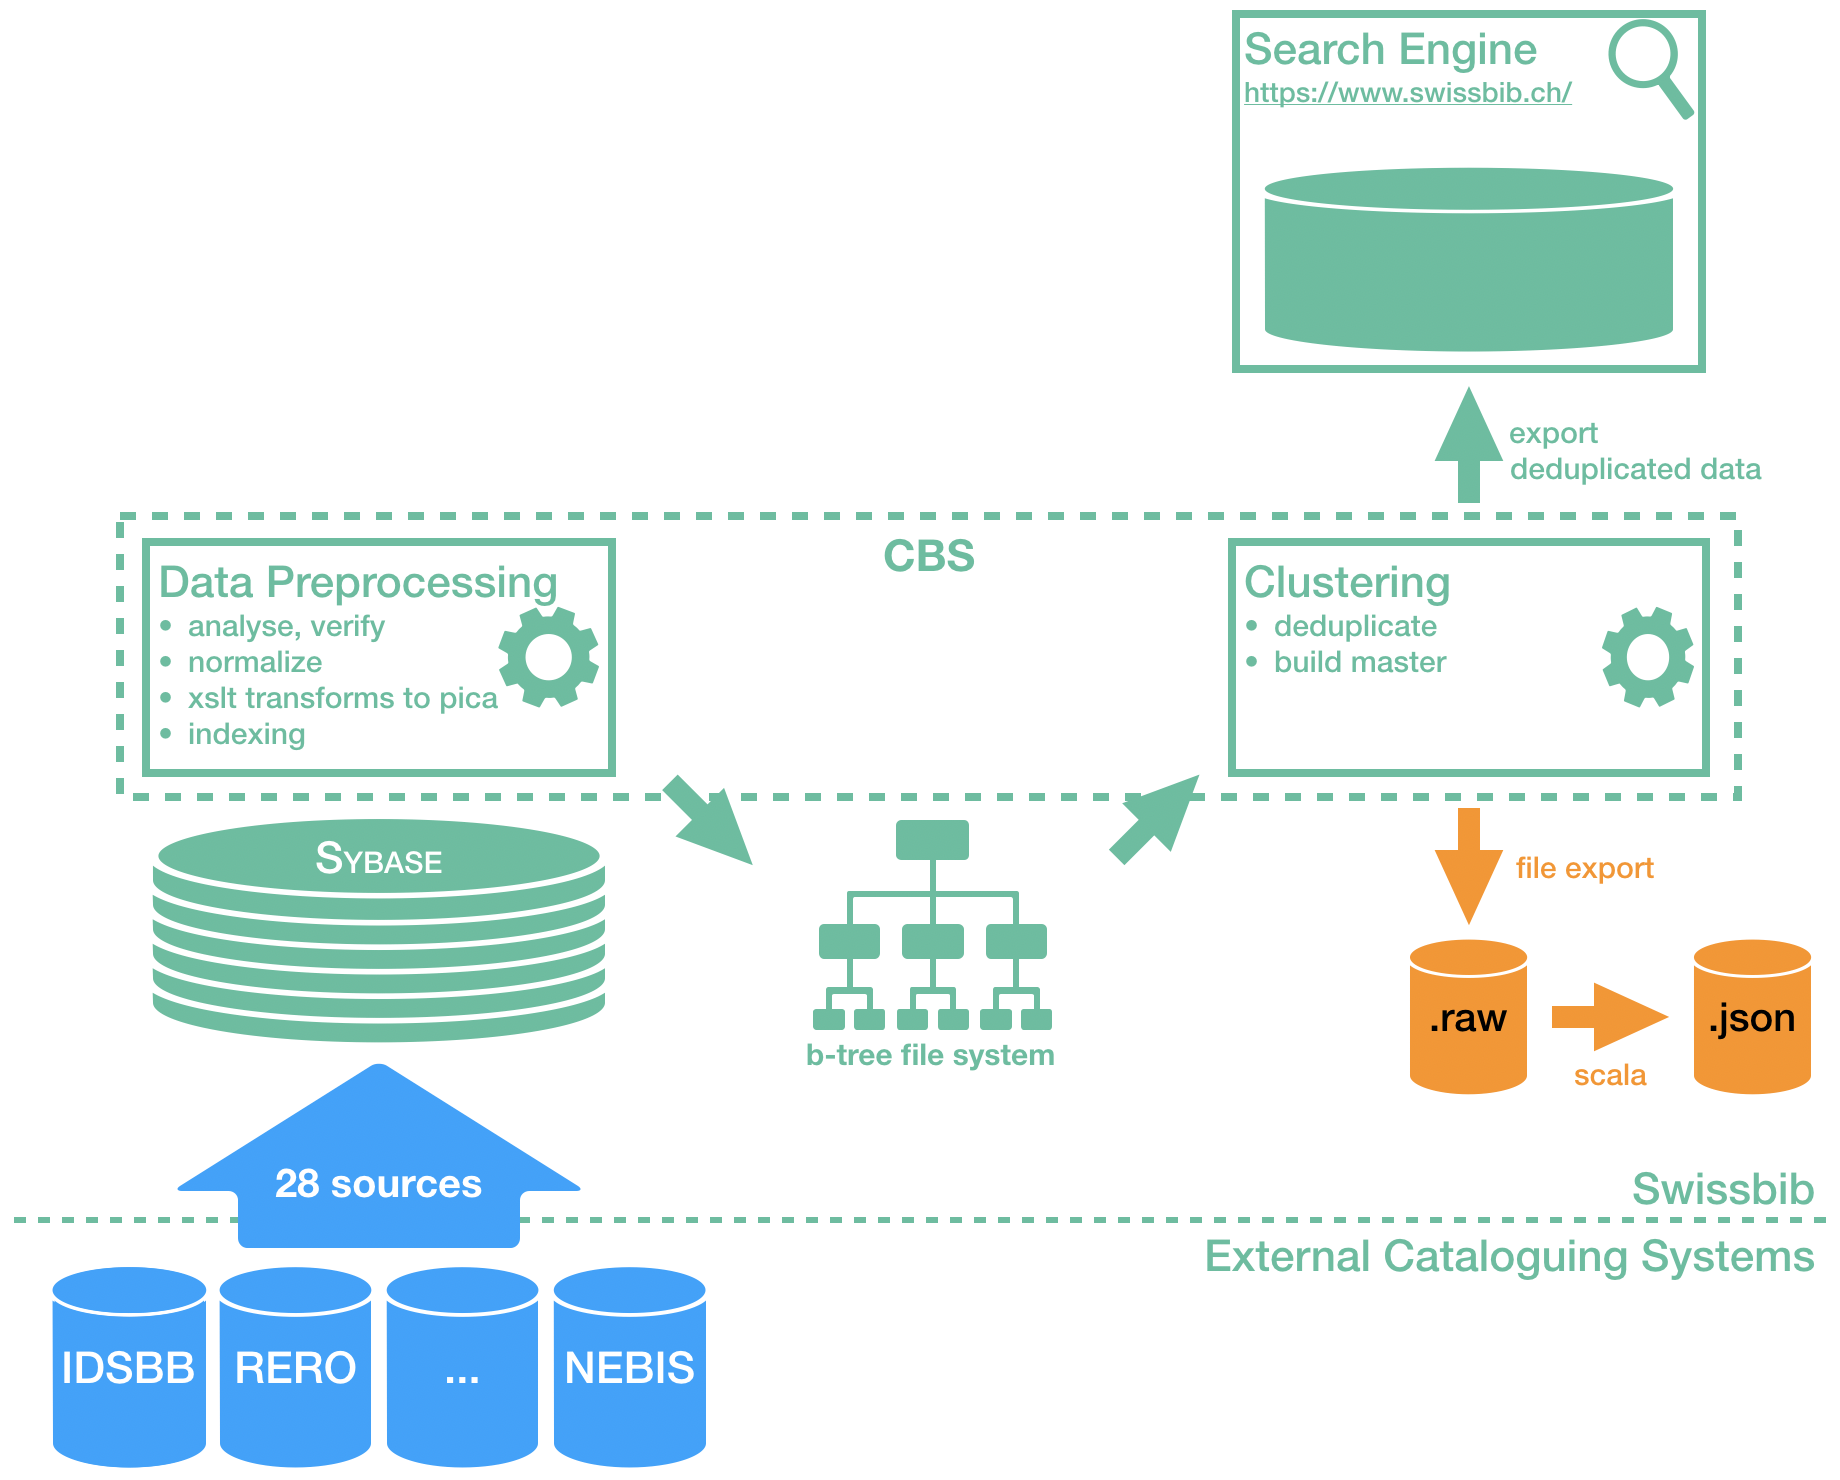 Search Engine
https://www.swissbib.ch/
export
deduplicated data
CBS
Data Preprocessing
• analyse, verify
• normalize
• xslt transforms to pica
• indexing
Clustering
• deduplicate
• build master
SYBASE
file export
b-tree file system
.raw
.json
scala
28 sources
Swissbib
External Cataloguing Systems
IDSBB
RERO
...
NEBIS